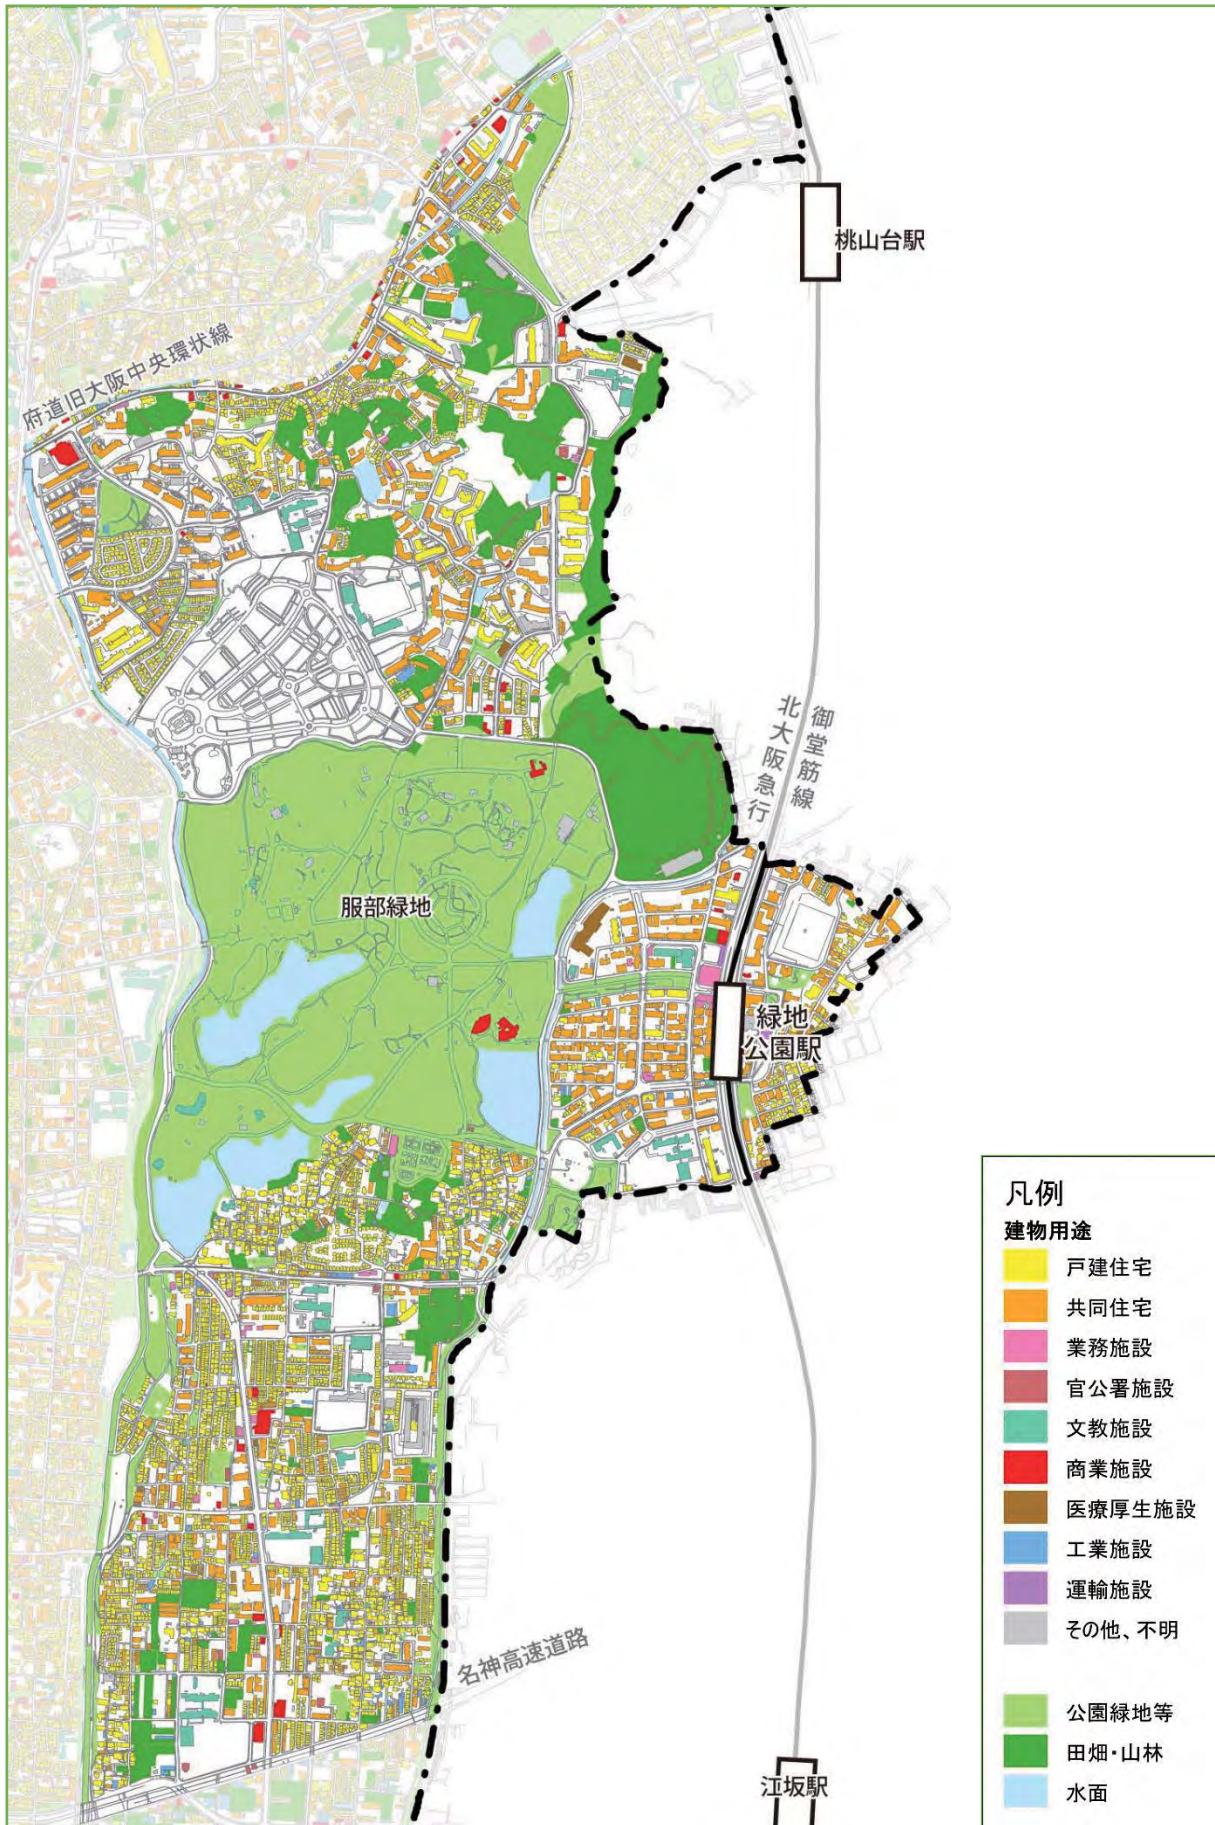 桃山台駅
府道旧大阪中央環状線
御堂筋線
北大阪急行
服部緑地
緑地
公園駅
凡例
建物用途
戸建住宅
共同住宅
業務施設
官公署施設
文教施設
商業施設
医療厚生施設
工業施設
運輸施設
その他、不明
公園緑地等
田畑・山林
水面
名神高速道路
江坂駅